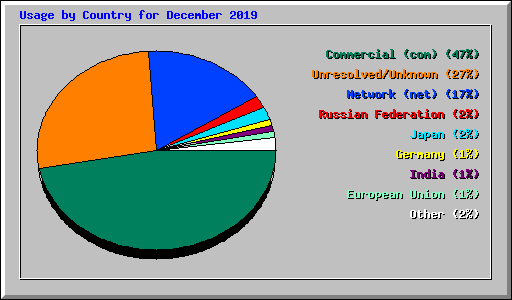 Usage by Country for December 2019
Commercial (com) (47%)
Unresolved/Unknown (27%)
Network (net) (17%)
Russian Federation (2%)
Japan (2%)
Germany (1%)
India (1%)
European Union (1%)
Other (2%)